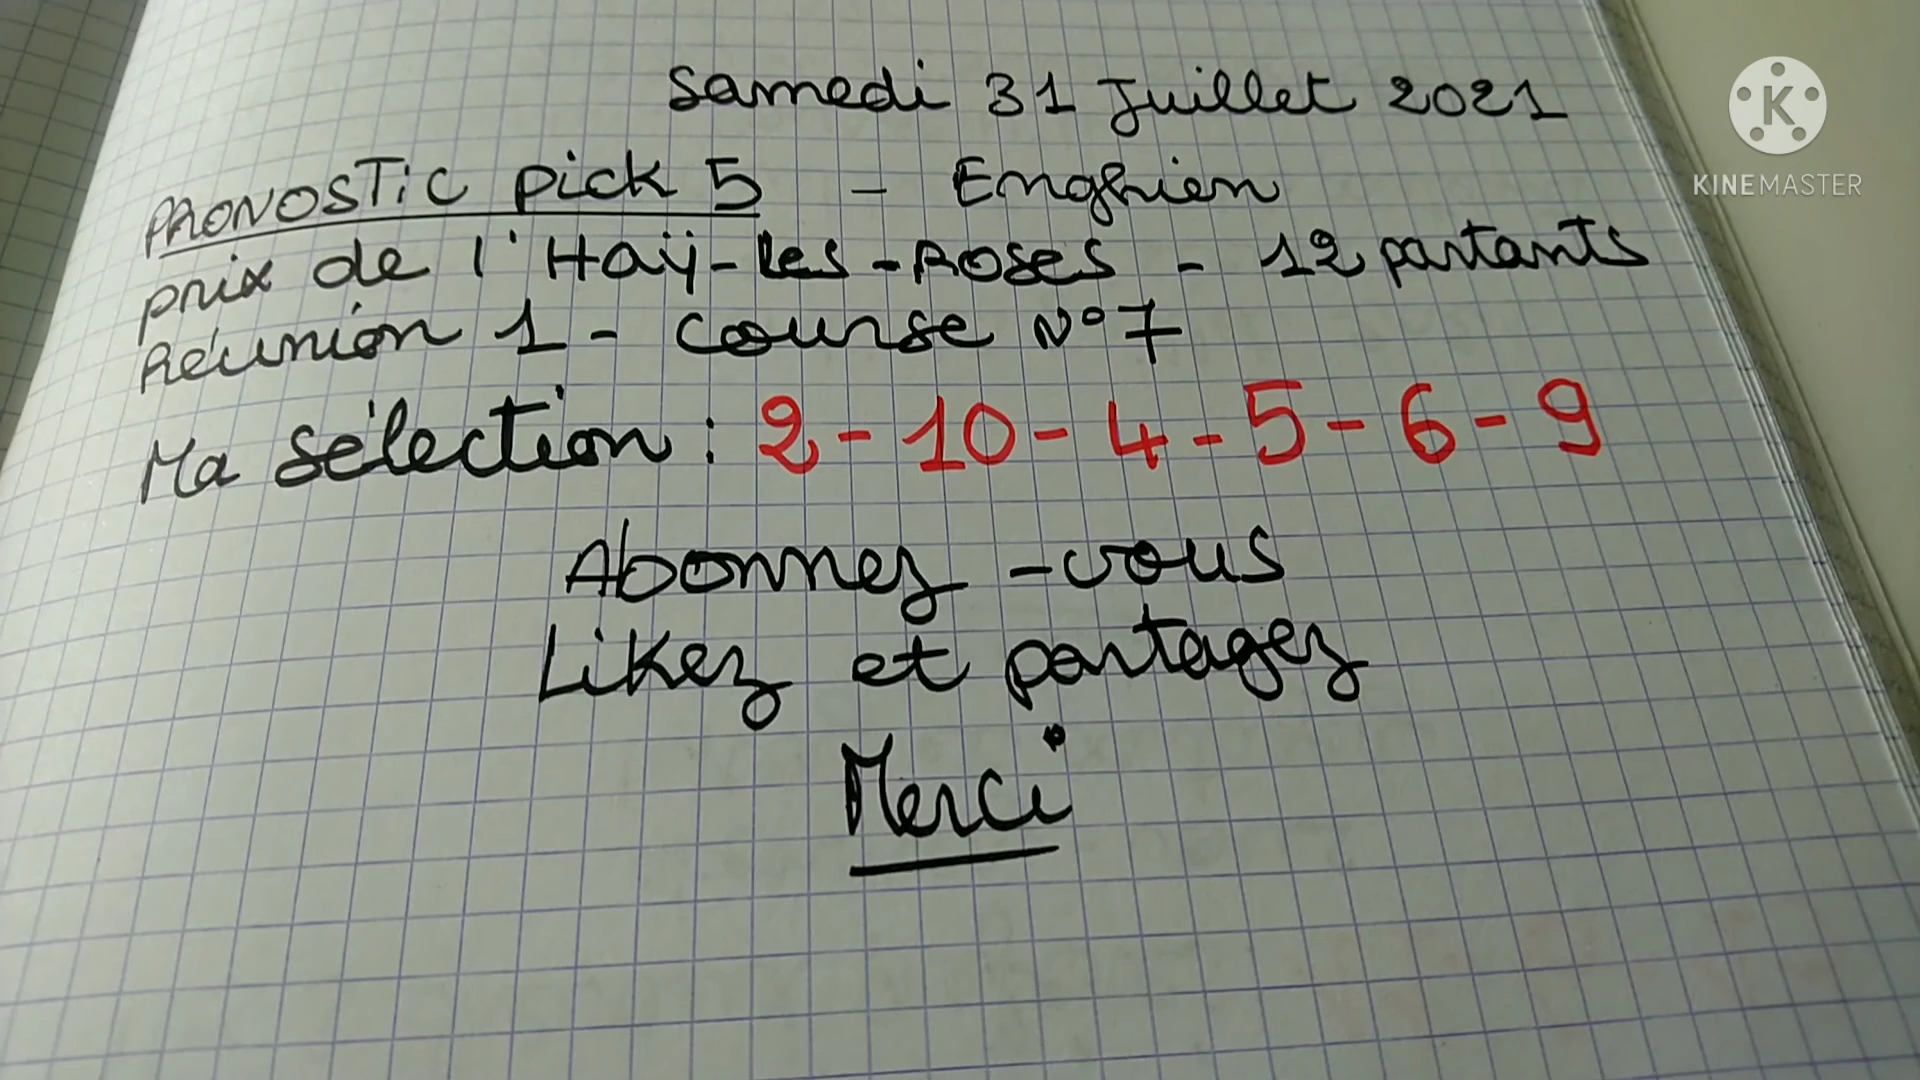 Samedi 31 Juillet 2021
K
KINEMASTER
PRONOSTIC pick 5 - Enghien
prix de l'Haÿ-les-Roses - 12 partants
Réunion 1 - course N°7
Ma sélection : 2 - 10 - 4 - 5 - 6 - 9
Abonnez-vous
Likez et partagez
Merci